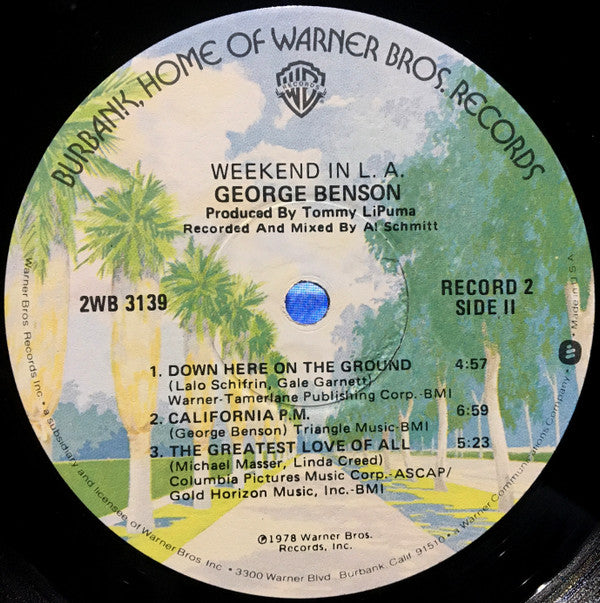 BURBANK, HOME OF WARNER BROS. RECORDS
WB
RECORDS
WEEKEND IN L. A.
GEORGE BENSON
Produced By Tommy LiPuma
Recorded And Mixed By Al Schmitt
2WB 3139
RECORD 2
SIDE II
1. DOWN HERE ON THE GROUND 4:57
(Lalo Schifrin, Gale Garnett)
Warner-Tamerlane Publishing Corp.-BMI
2. CALIFORNIA P.M. 6:59
(George Benson) Triangle Music-BMI
3. THE GREATEST LOVE OF ALL 5:23
(Michael Masser, Linda Creed)
Columbia Pictures Music Corp.-ASCAP/
Gold Horizon Music, Inc.-BMI
℗1978 Warner Bros.
Records, Inc.
Warner Bros. Records Inc. • a subsidiary and licensee of Warner Bros. Inc. • 3300 Warner Blvd., Burbank, Calif. 91510 • a Warner Communications Company • Made in U.S.A.